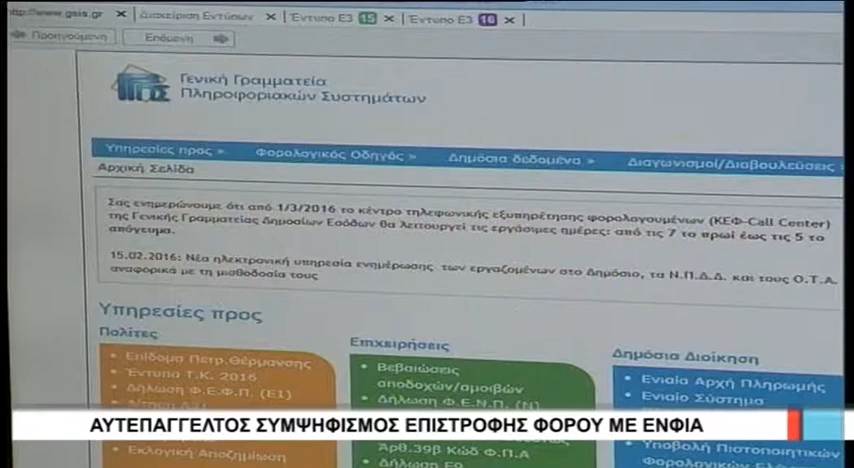 http://www.gsis.gr Διαχείριση Εντύπων Έντυπο Ε3 15 Έντυπο Ε3 16
Προηγούμενη Επόμενη
Γενική Γραμματεία
Πληροφοριακών Συστημάτων
Υπηρεσίες προς » Φορολογικός Οδηγός » Δημόσια δεδομένα » Διαγωνισμοί/Διαβουλεύσεις
Αρχική Σελίδα
Σας ενημερώνουμε ότι από 1/3/2016 το κέντρο τηλεφωνικής εξυπηρέτησης φορολογουμένων (ΚΕΦ-Call Center)
της Γενικής Γραμματείας Δημοσίων Εσόδων θα λειτουργεί τις εργάσιμες ημέρες: από τις 7 το πρωί έως τις 5 το
απόγευμα.
15.02.2016: Νέα ηλεκτρονική υπηρεσία ενημέρωσης των εργαζομένων στο Δημόσιο, τα Ν.Π.Δ.Δ. και τους Ο.Τ.Α.
αναφορικά με τη μισθοδοσία τους
Υπηρεσίες προς
Πολίτες
Επίδομα Πετρ.Θέρμανσης
Έντυπα Τ.Κ. 2016
Δήλωση Φ.Ε.Φ.Π. (Ε1)
Εκλογική Αποζημίωση
Επιχειρήσεις
Βεβαιώσεις
αποδοχών/αμοιβών
Δήλωση Φ.Ε.Ν.Π. (Ν)
Άρθ.39β Κώδ Φ.Π.Α
Δήλωση Ε9
Δημόσια Διοίκηση
Ενιαία Αρχή Πληρωμής
Ενιαίο Σύστημα
Υποβολή Πιστοποιητικών
ΑΥΤΕΠΑΓΓΕΛΤΟΣ ΣΥΜΨΗΦΙΣΜΟΣ ΕΠΙΣΤΡΟΦΗΣ ΦΟΡΟΥ ΜΕ ΕΝΦΙΑ